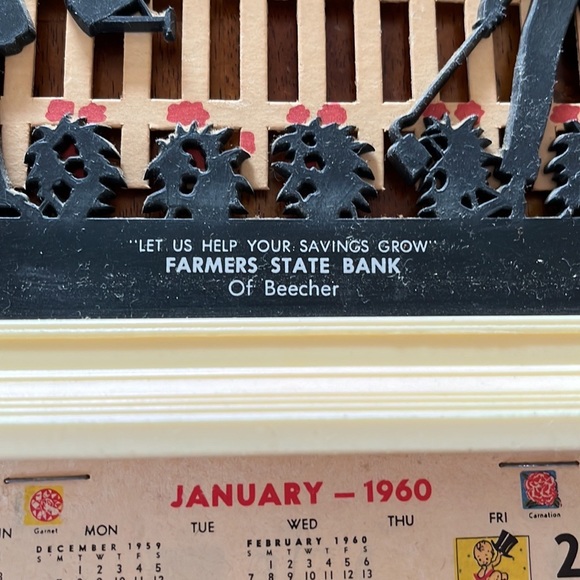 "LET US HELP YOUR SAVINGS GROW"
FARMERS STATE BANK
Of Beecher
JANUARY – 1960
Garnet
Carnation
MON TUE WED THU FRI
DECEMBER 1959
S M T W T F S
1 2 3 4 5
FEBRUARY 1960
S M T W T F S
1 2 3 4 5 6
7 8 9 10 11 12 13
2